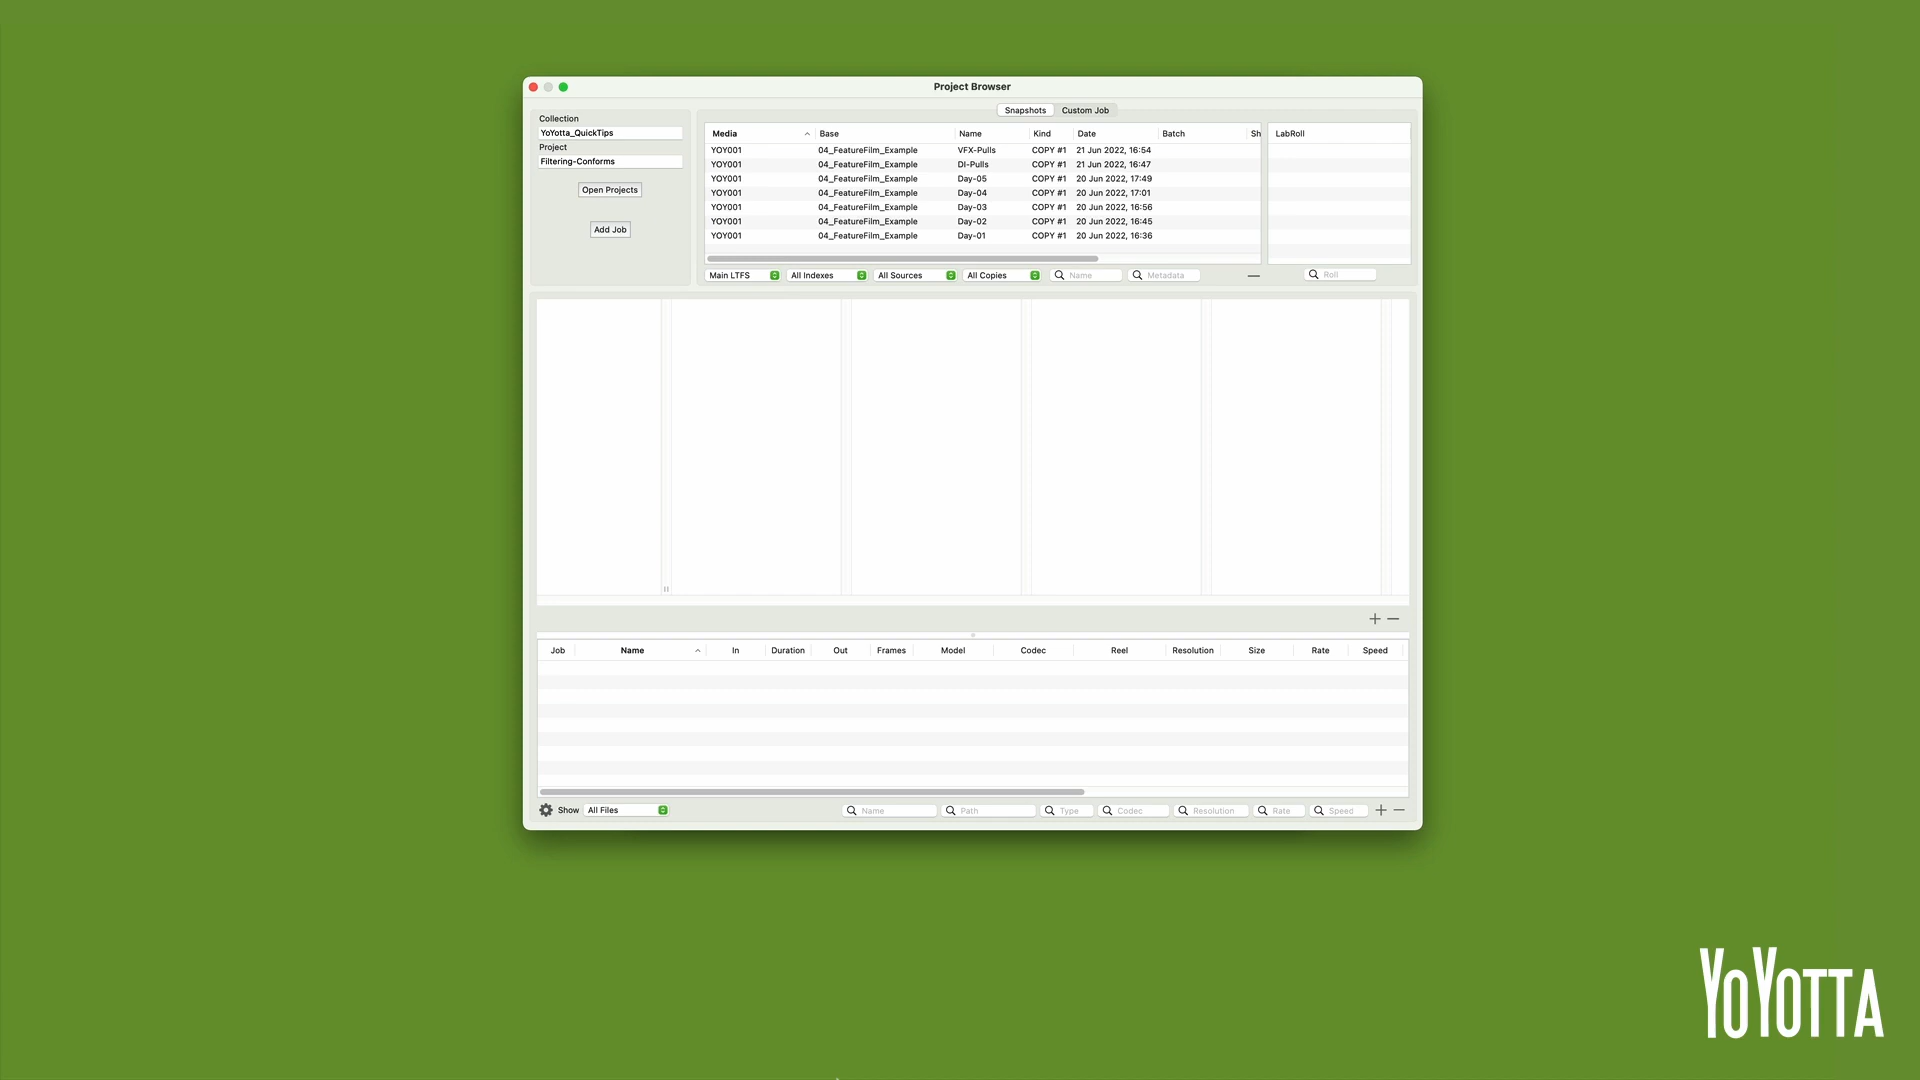 Project Browser
Snapshots Custom Job
Collection
YoYotta_QuickTips
Project
Filtering-Conforms
Open Projects
Add Job
Media Base Name Kind Date Batch Sh
YOY001 04_FeatureFilm_Example VFX-Pulls COPY #1 21 Jun 2022, 16:54
YOY001 04_FeatureFilm_Example DI-Pulls COPY #1 21 Jun 2022, 16:47
YOY001 04_FeatureFilm_Example Day-05 COPY #1 20 Jun 2022, 17:49
YOY001 04_FeatureFilm_Example Day-04 COPY #1 20 Jun 2022, 17:01
YOY001 04_FeatureFilm_Example Day-03 COPY #1 20 Jun 2022, 16:56
YOY001 04_FeatureFilm_Example Day-02 COPY #1 20 Jun 2022, 16:45
YOY001 04_FeatureFilm_Example Day-01 COPY #1 20 Jun 2022, 16:36
LabRoll
Main LTFS All Indexes All Sources All Copies Name Metadata Roll
Job Name In Duration Out Frames Model Codec Reel Resolution Size Rate Speed
Show All Files Name Path Type Codec Resolution Rate Speed
YOYOTTA